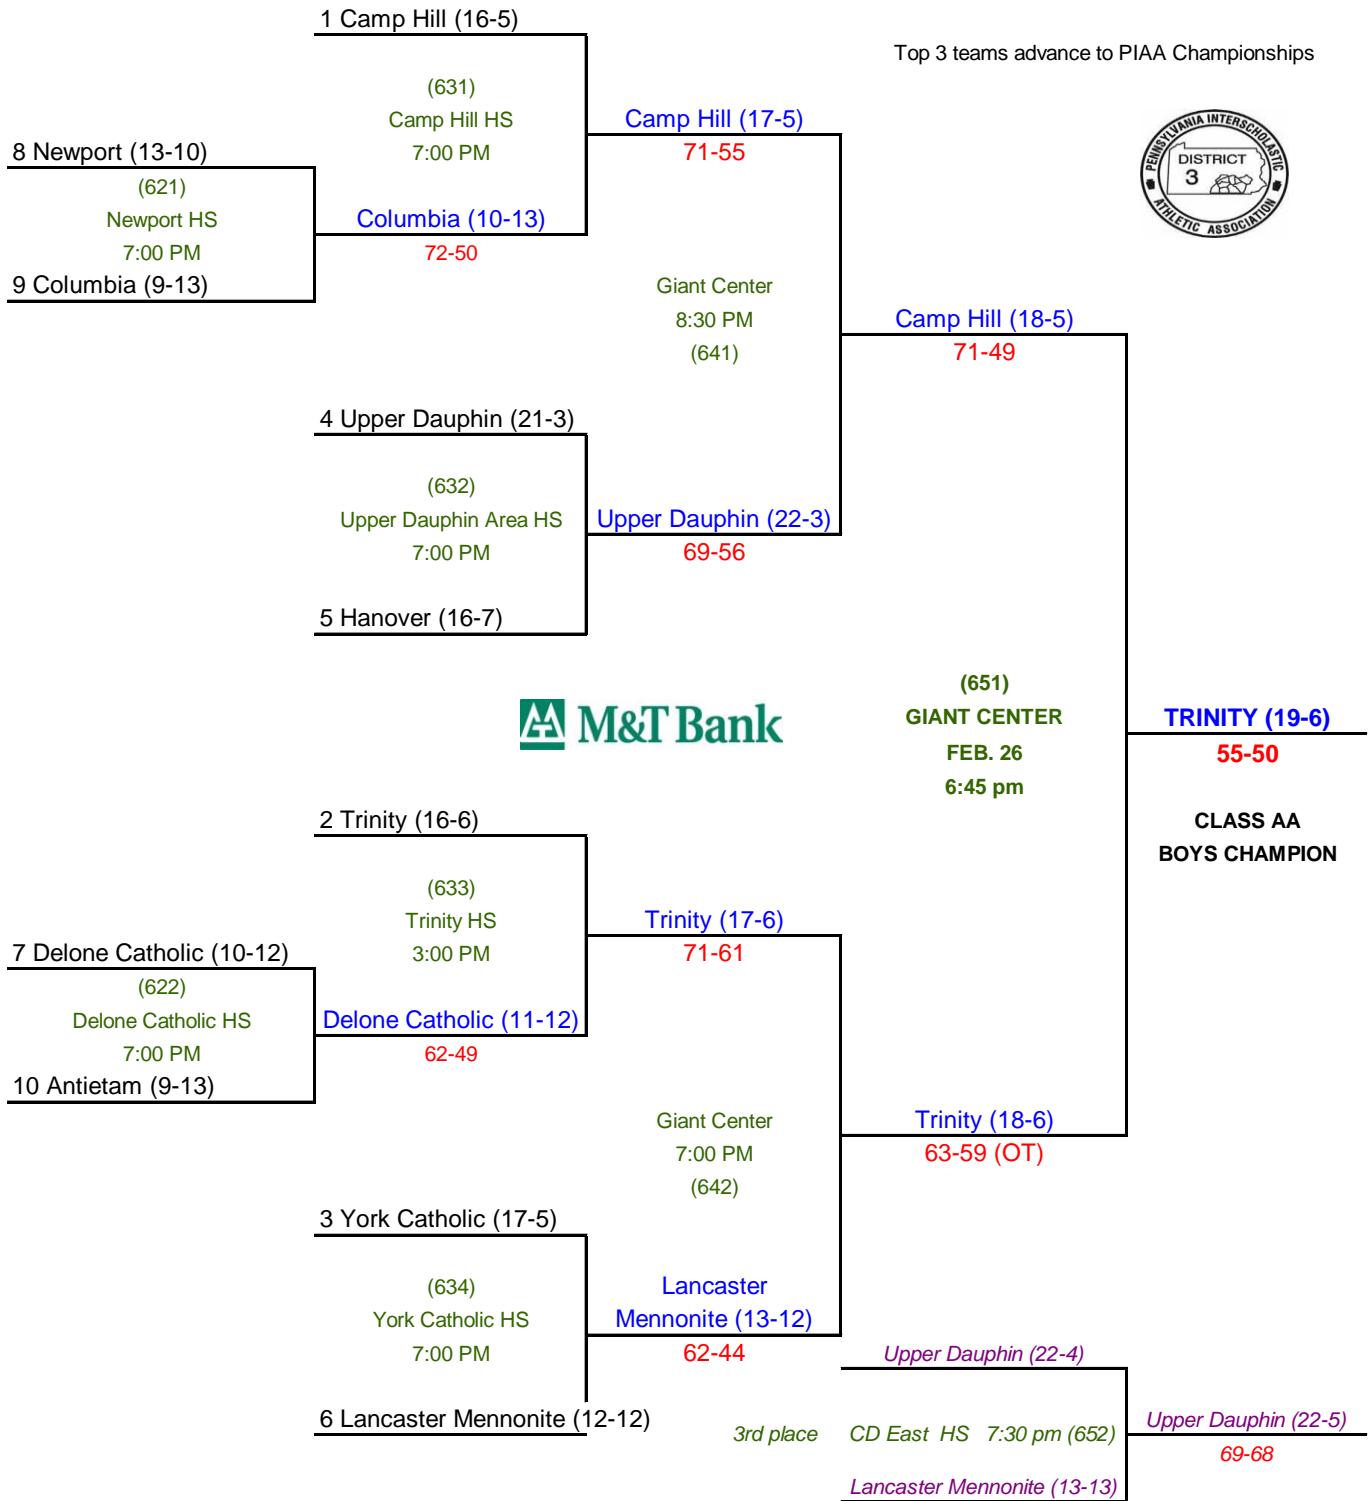 1 Camp Hill (16-5)
Top 3 teams advance to PIAA Championships
(631)
Camp Hill HS
7:00 PM
Camp Hill (17-5)
71-55
PENNSYLVANIA INTERSCHOLASTIC
DISTRICT
3
ATHLETIC ASSOCIATION
8 Newport (13-10)
(621)
Newport HS
7:00 PM
Columbia (10-13)
72-50
9 Columbia (9-13)
Giant Center
8:30 PM
(641)
Camp Hill (18-5)
71-49
4 Upper Dauphin (21-3)
(632)
Upper Dauphin Area HS
7:00 PM
Upper Dauphin (22-3)
69-56
5 Hanover (16-7)
M&T Bank
(651)
GIANT CENTER
FEB. 26
6:45 pm
TRINITY (19-6)
55-50
CLASS AA
BOYS CHAMPION
2 Trinity (16-6)
(633)
Trinity HS
3:00 PM
Trinity (17-6)
71-61
7 Delone Catholic (10-12)
(622)
Delone Catholic HS
7:00 PM
Delone Catholic (11-12)
62-49
10 Antietam (9-13)
Giant Center
7:00 PM
(642)
Trinity (18-6)
63-59 (OT)
3 York Catholic (17-5)
(634)
York Catholic HS
7:00 PM
Lancaster
Mennonite (13-12)
62-44
6 Lancaster Mennonite (12-12)
Upper Dauphin (22-4)
3rd place CD East HS 7:30 pm (652)
Upper Dauphin (22-5)
69-68
Lancaster Mennonite (13-13)